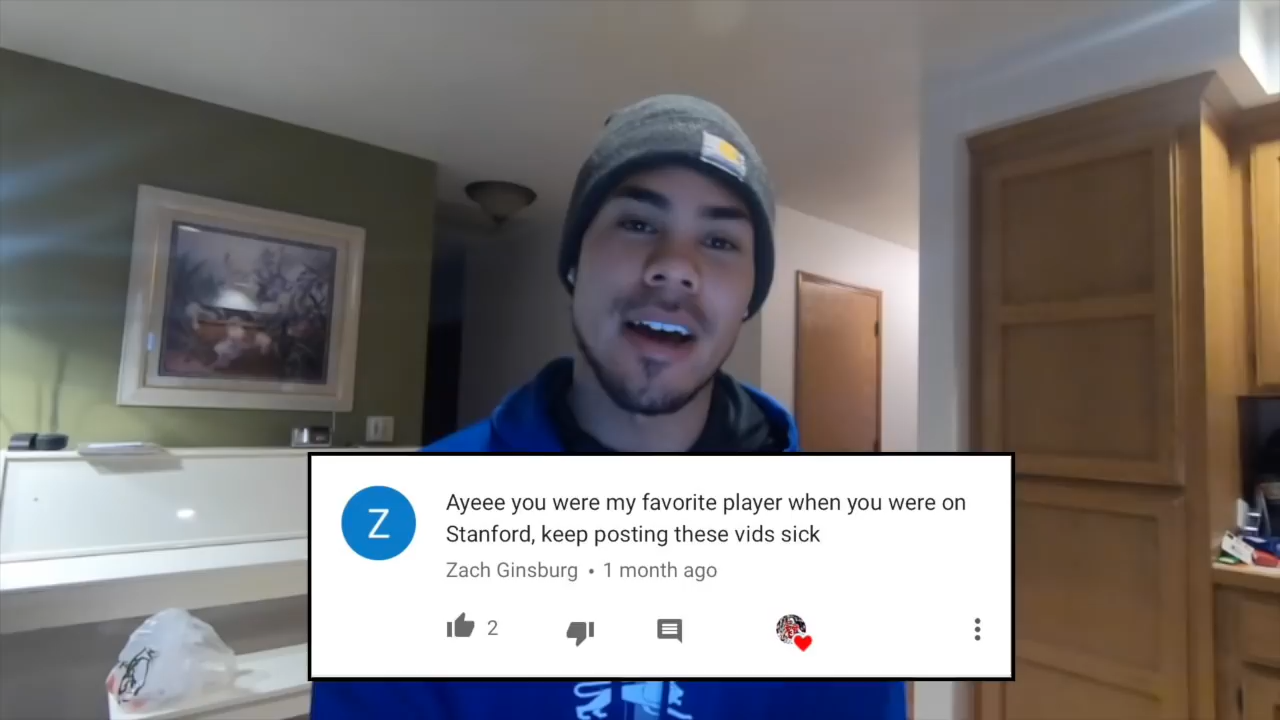 Z
Ayeee you were my favorite player when you were on
Stanford, keep posting these vids sick
Zach Ginsburg • 1 month ago
2